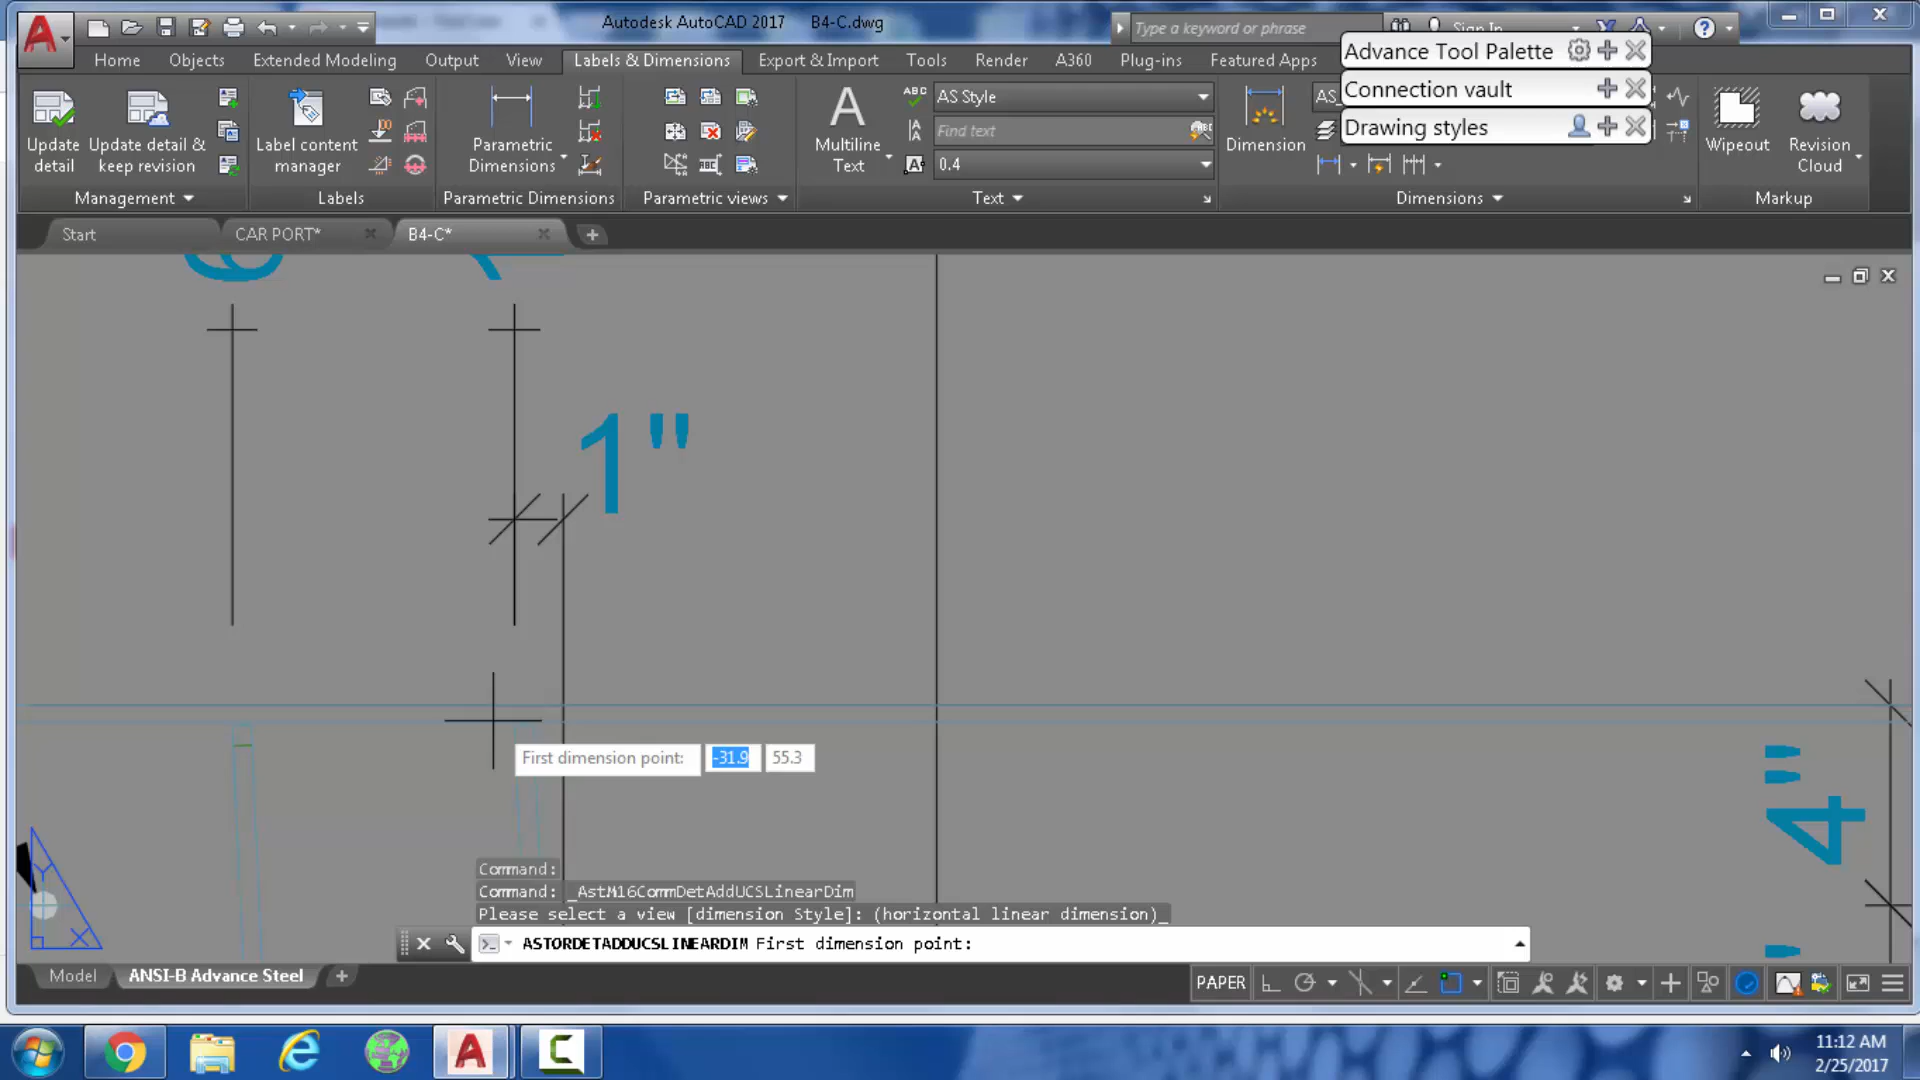 Autodesk AutoCAD 2017 B4-C.dwg
Type a keyword or phrase
Sign In
Home Objects Extended Modeling Output View Labels & Dimensions Export & Import Tools Render A360 Plug-ins Featured Apps
Advance Tool Palette
Connection vault
Drawing styles
Update detail
Update detail & keep revision
Label content manager
Parametric Dimensions
Multiline Text
AS Style
Find text
0.4
Dimension
AS_
Wipeout
Revision Cloud
Management Labels Parametric Dimensions Parametric views Text Dimensions Markup
Start CAR PORT* B4-C*
1"
First dimension point: -31.9 55.3
4"
Command:
Command: _AstM16CommDetAddUCSLinearDim
Please select a view [dimension Style]: (horizontal linear dimension)_
ASTORDETADDUCSLINEARDIM First dimension point:
Y
X
Model ANSI-B Advance Steel
PAPER
11:12 AM
2/25/2017